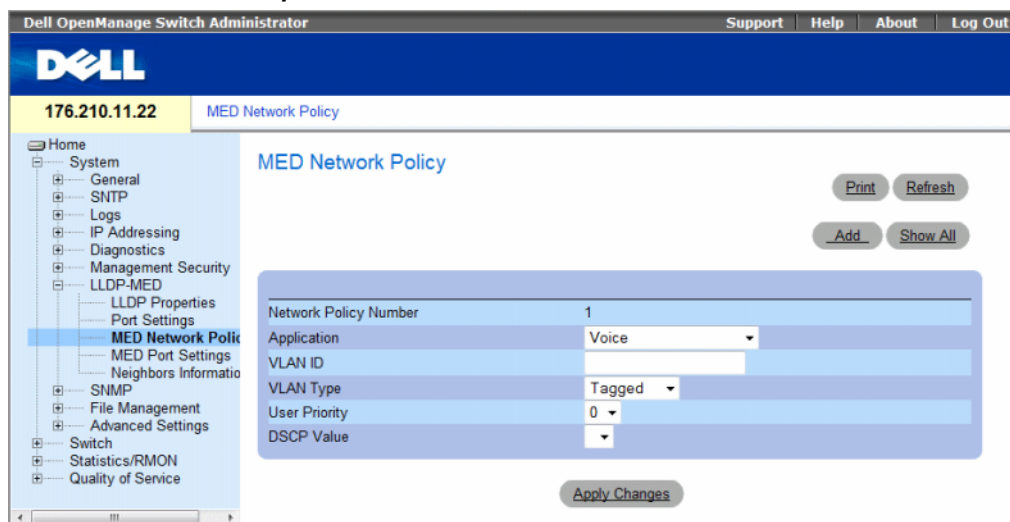 Dell OpenManage Switch Administrator
Support | Help | About | Log Out
DELL
176.210.11.22
MED Network Policy
Home
System
General
SNTP
Logs
IP Addressing
Diagnostics
Management Security
LLDP-MED
LLDP Properties
Port Settings
MED Network Polic
MED Port Settings
Neighbors Informatio
SNMP
File Management
Advanced Settings
Switch
Statistics/RMON
Quality of Service
MED Network Policy
Print Refresh
Add Show All
Network Policy Number 1
Application Voice
VLAN ID
VLAN Type Tagged
User Priority 0
DSCP Value
Apply Changes